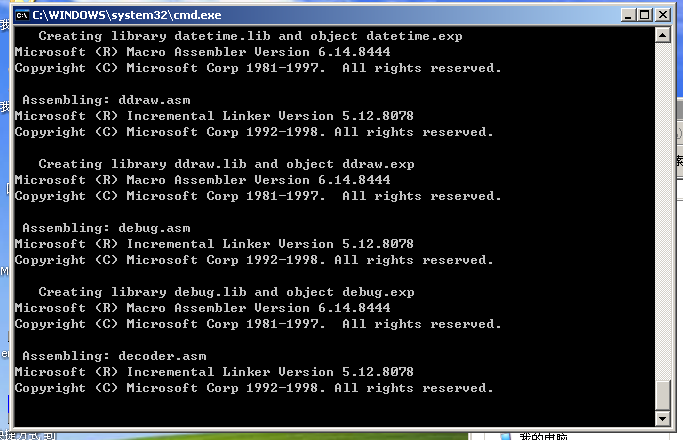 C:\WINDOWS\system32\cmd.exe
Creating library datetime.lib and object datetime.exp
Microsoft (R) Macro Assembler Version 6.14.8444
Copyright (C) Microsoft Corp 1981-1997.  All rights reserved.
Assembling: ddraw.asm
Microsoft (R) Incremental Linker Version 5.12.8078
Copyright (C) Microsoft Corp 1992-1998. All rights reserved.
Creating library ddraw.lib and object ddraw.exp
Microsoft (R) Macro Assembler Version 6.14.8444
Copyright (C) Microsoft Corp 1981-1997.  All rights reserved.
Assembling: debug.asm
Microsoft (R) Incremental Linker Version 5.12.8078
Copyright (C) Microsoft Corp 1992-1998. All rights reserved.
Creating library debug.lib and object debug.exp
Microsoft (R) Macro Assembler Version 6.14.8444
Copyright (C) Microsoft Corp 1981-1997.  All rights reserved.
Assembling: decoder.asm
Microsoft (R) Incremental Linker Version 5.12.8078
Copyright (C) Microsoft Corp 1992-1998. All rights reserved.
我的电脑